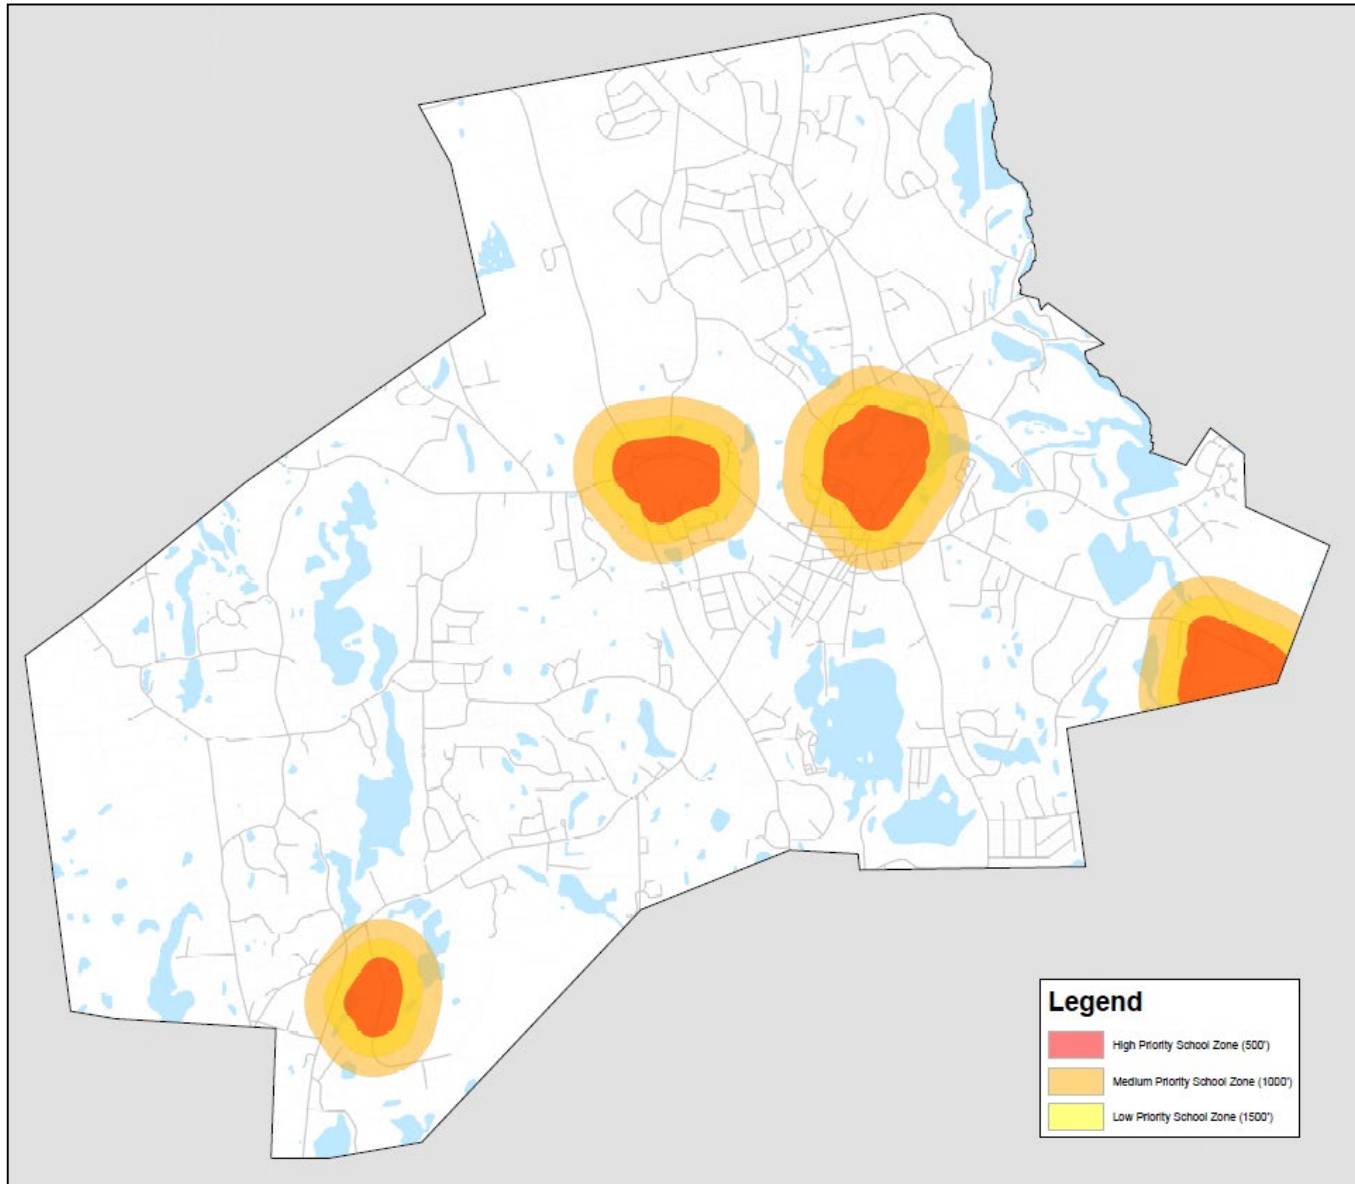 Legend
High Priority School Zone (500')
Medium Priority School Zone (1000')
Low Priority School Zone (1500')